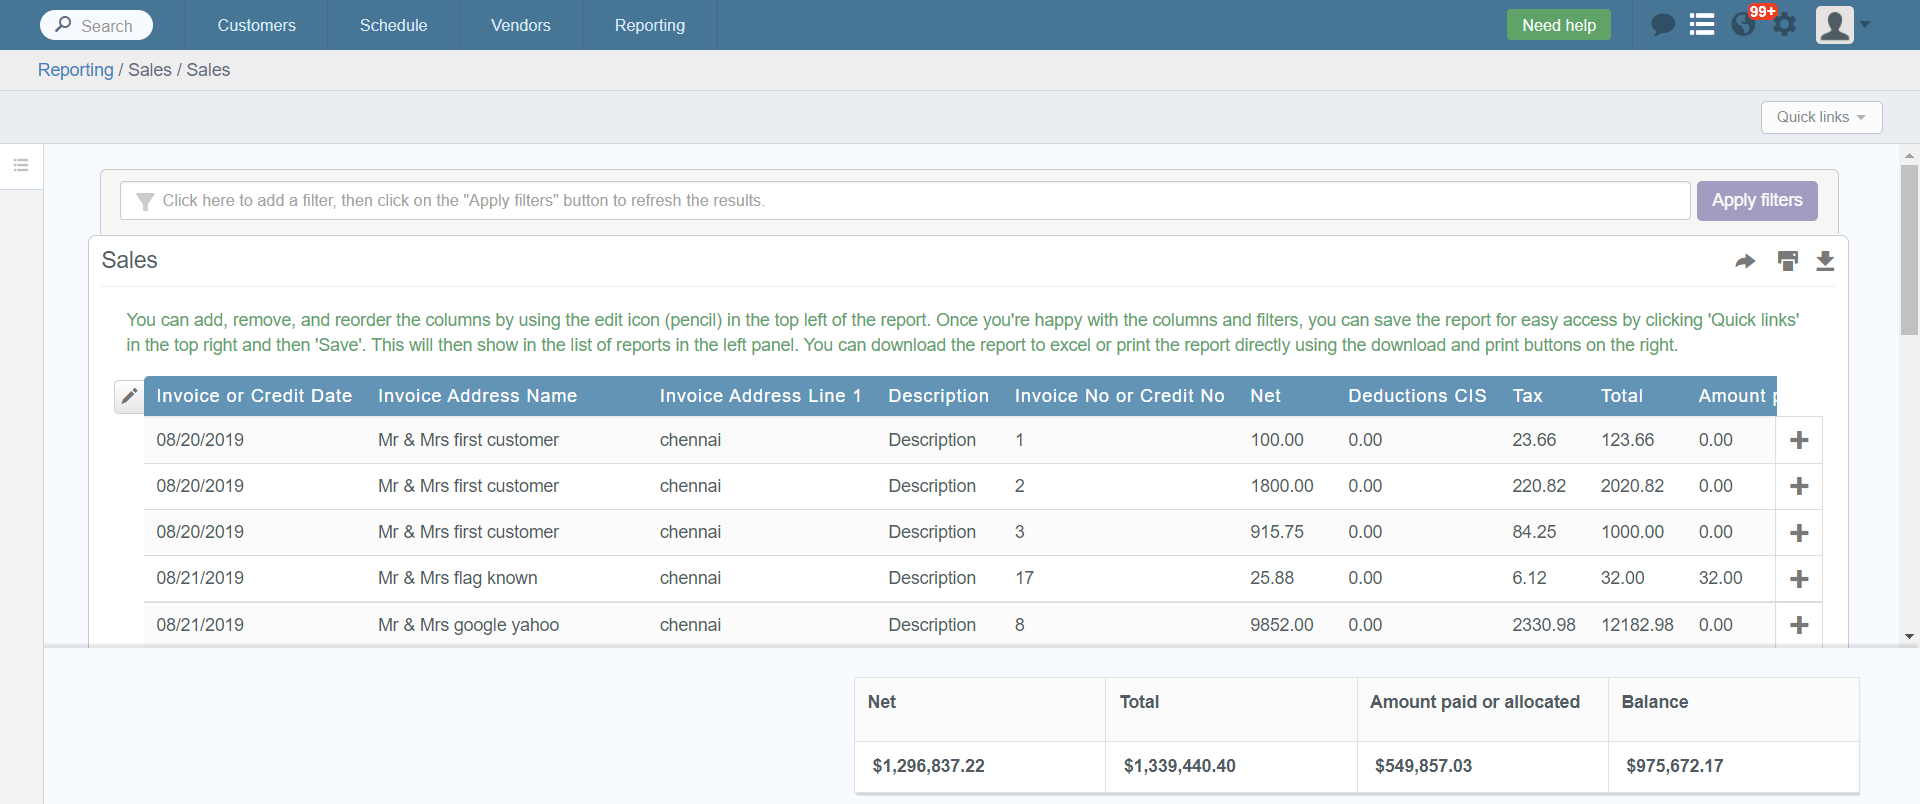 Search Customers Schedule Vendors Reporting Need help 99+
Reporting / Sales / Sales
Quick links
Click here to add a filter, then click on the "Apply filters" button to refresh the results. Apply filters
Sales
You can add, remove, and reorder the columns by using the edit icon (pencil) in the top left of the report. Once you're happy with the columns and filters, you can save the report for easy access by clicking 'Quick links'
in the top right and then 'Save'. This will then show in the list of reports in the left panel. You can download the report to excel or print the report directly using the download and print buttons on the right.
Invoice or Credit Date Invoice Address Name Invoice Address Line 1 Description Invoice No or Credit No Net Deductions CIS Tax Total Amount
08/20/2019 Mr & Mrs first customer chennai Description 1 100.00 0.00 23.66 123.66 0.00
08/20/2019 Mr & Mrs first customer chennai Description 2 1800.00 0.00 220.82 2020.82 0.00
08/20/2019 Mr & Mrs first customer chennai Description 3 915.75 0.00 84.25 1000.00 0.00
08/21/2019 Mr & Mrs flag known chennai Description 17 25.88 0.00 6.12 32.00 32.00
08/21/2019 Mr & Mrs google yahoo chennai Description 8 9852.00 0.00 2330.98 12182.98 0.00
Net Total Amount paid or allocated Balance
$1,296,837.22 $1,339,440.40 $549,857.03 $975,672.17